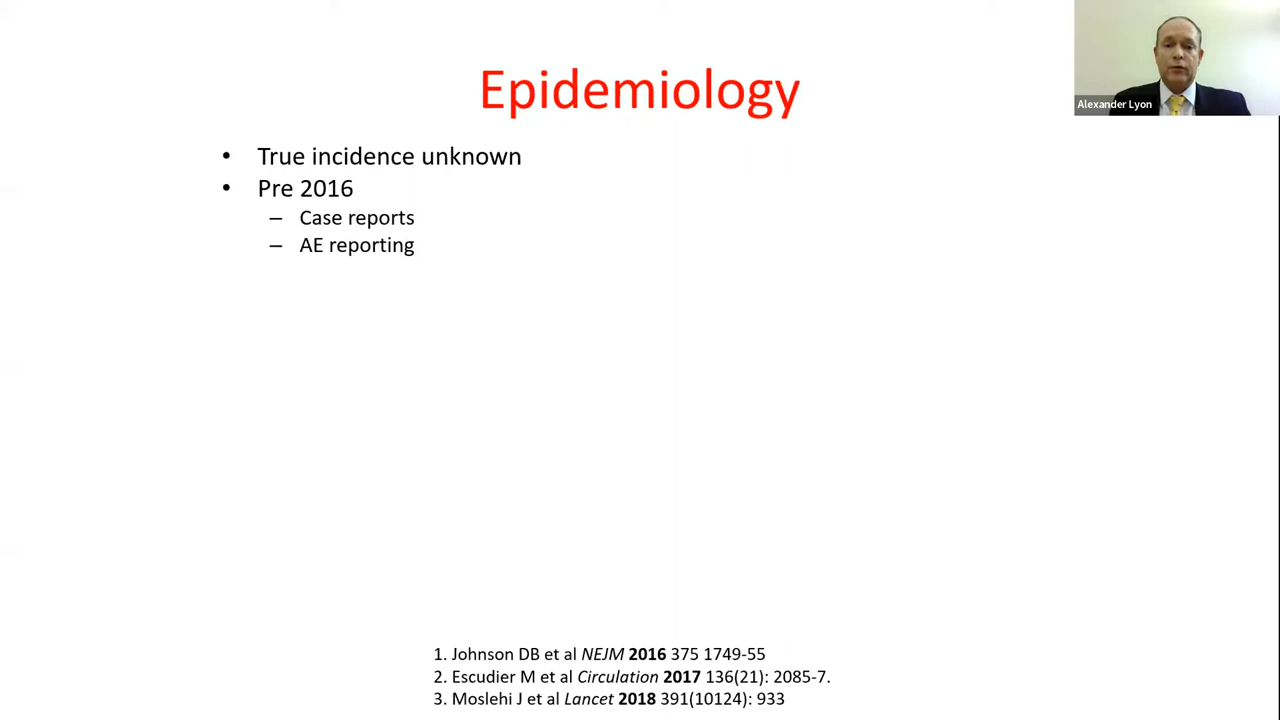 Epidemiology
Alexander Lyon
• True incidence unknown
• Pre 2016
– Case reports
– AE reporting
1. Johnson DB et al NEJM 2016 375 1749-55
2. Escudier M et al Circulation 2017 136(21): 2085-7.
3. Moslehi J et al Lancet 2018 391(10124): 933